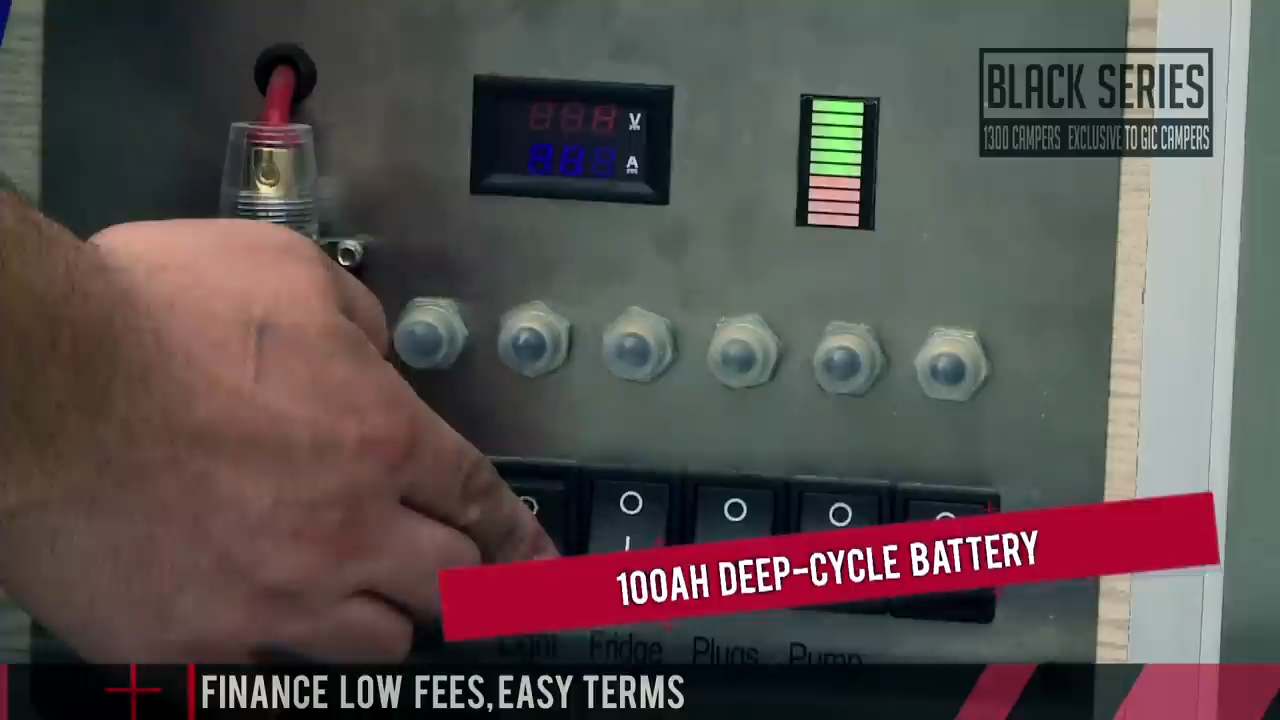 BLACK SERIES
1300 CAMPERS EXCLUSIVE TO GIC CAMPERS
V
A
100AH DEEP-CYCLE BATTERY
Light Fridge Plugs Pump
FINANCE LOW FEES,EASY TERMS